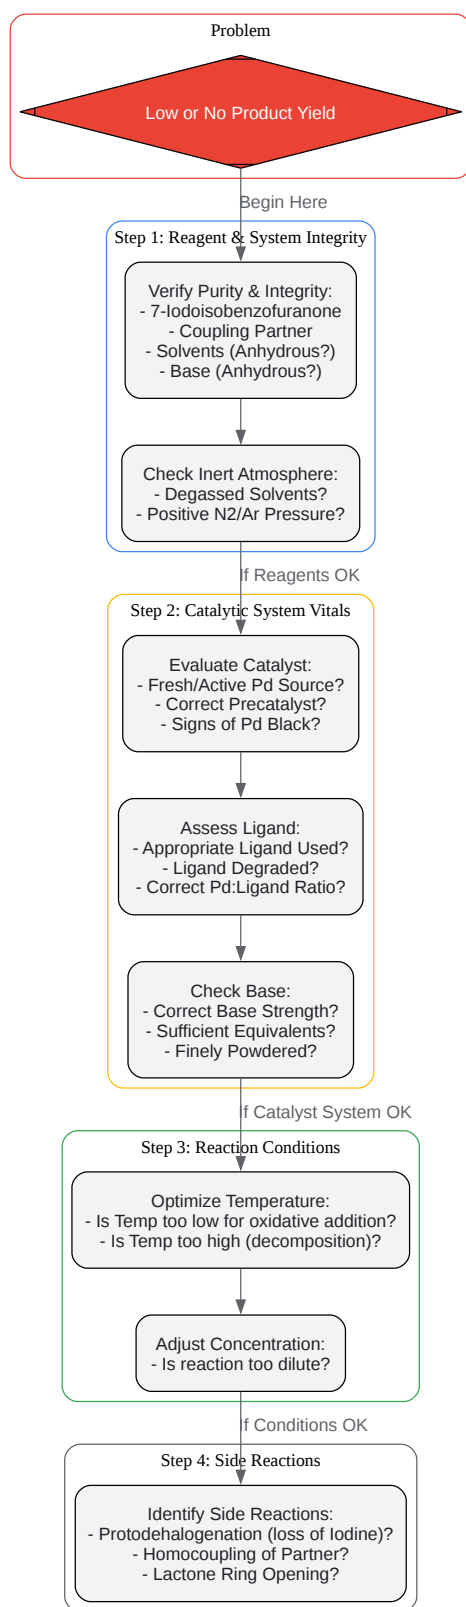 Problem
Low or No Product Yield
Begin Here
Step 1: Reagent & System Integrity
Verify Purity & Integrity:
- 7-Iodoisobenzofuranone
- Coupling Partner
- Solvents (Anhydrous?)
- Base (Anhydrous?)
Check Inert Atmosphere:
- Degassed Solvents?
- Positive N2/Ar Pressure?
If Reagents OK
Step 2: Catalytic System Vitals
Evaluate Catalyst:
- Fresh/Active Pd Source?
- Correct Precatalyst?
- Signs of Pd Black?
Assess Ligand:
- Appropriate Ligand Used?
- Ligand Degraded?
- Correct Pd:Ligand Ratio?
Check Base:
- Correct Base Strength?
- Sufficient Equivalents?
- Finely Powdered?
If Catalyst System OK
Step 3: Reaction Conditions
Optimize Temperature:
- Is Temp too low for oxidative addition?
- Is Temp too high (decomposition)?
Adjust Concentration:
- Is reaction too dilute?
If Conditions OK
Step 4: Side Reactions
Identify Side Reactions:
- Protodehalogenation (loss of Iodine)?
- Homocoupling of Partner?
- Lactone Ring Opening?